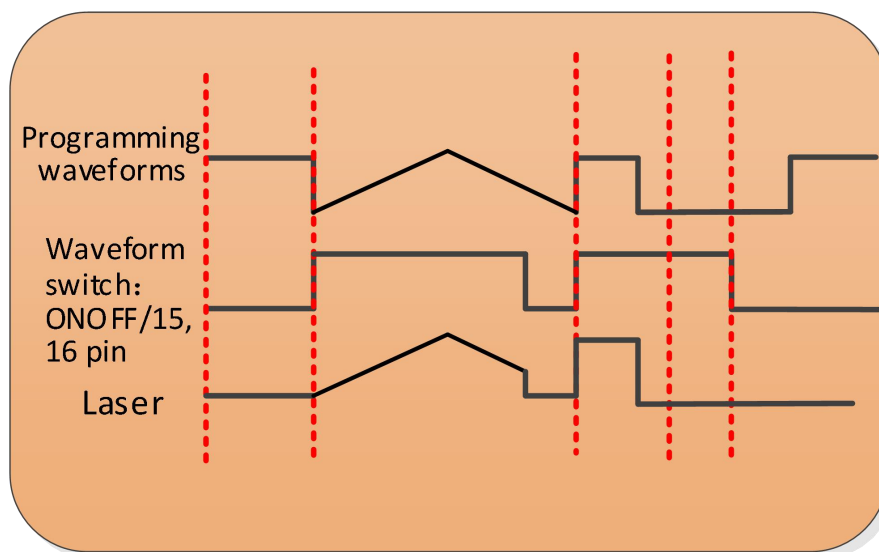 Programming
waveforms
Waveform
switch：
ONOFF/15,
16 pin
Laser